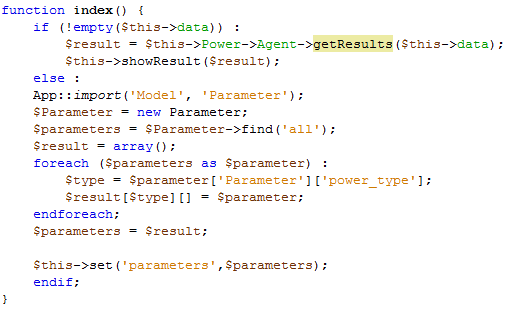 function index() {
    if (!empty($this->data)) :
        $result = $this->Power->Agent->getResults($this->data);
        $this->showResult($result);
    else :
    App::import('Model', 'Parameter');
    $Parameter = new Parameter;
    $parameters = $Parameter->find('all');
    $result = array();
    foreach ($parameters as $parameter) :
        $type = $parameter['Parameter']['power_type'];
        $result[$type][] = $parameter;
    endforeach;
    $parameters = $result;

    $this->set('parameters',$parameters);
    endif;
}